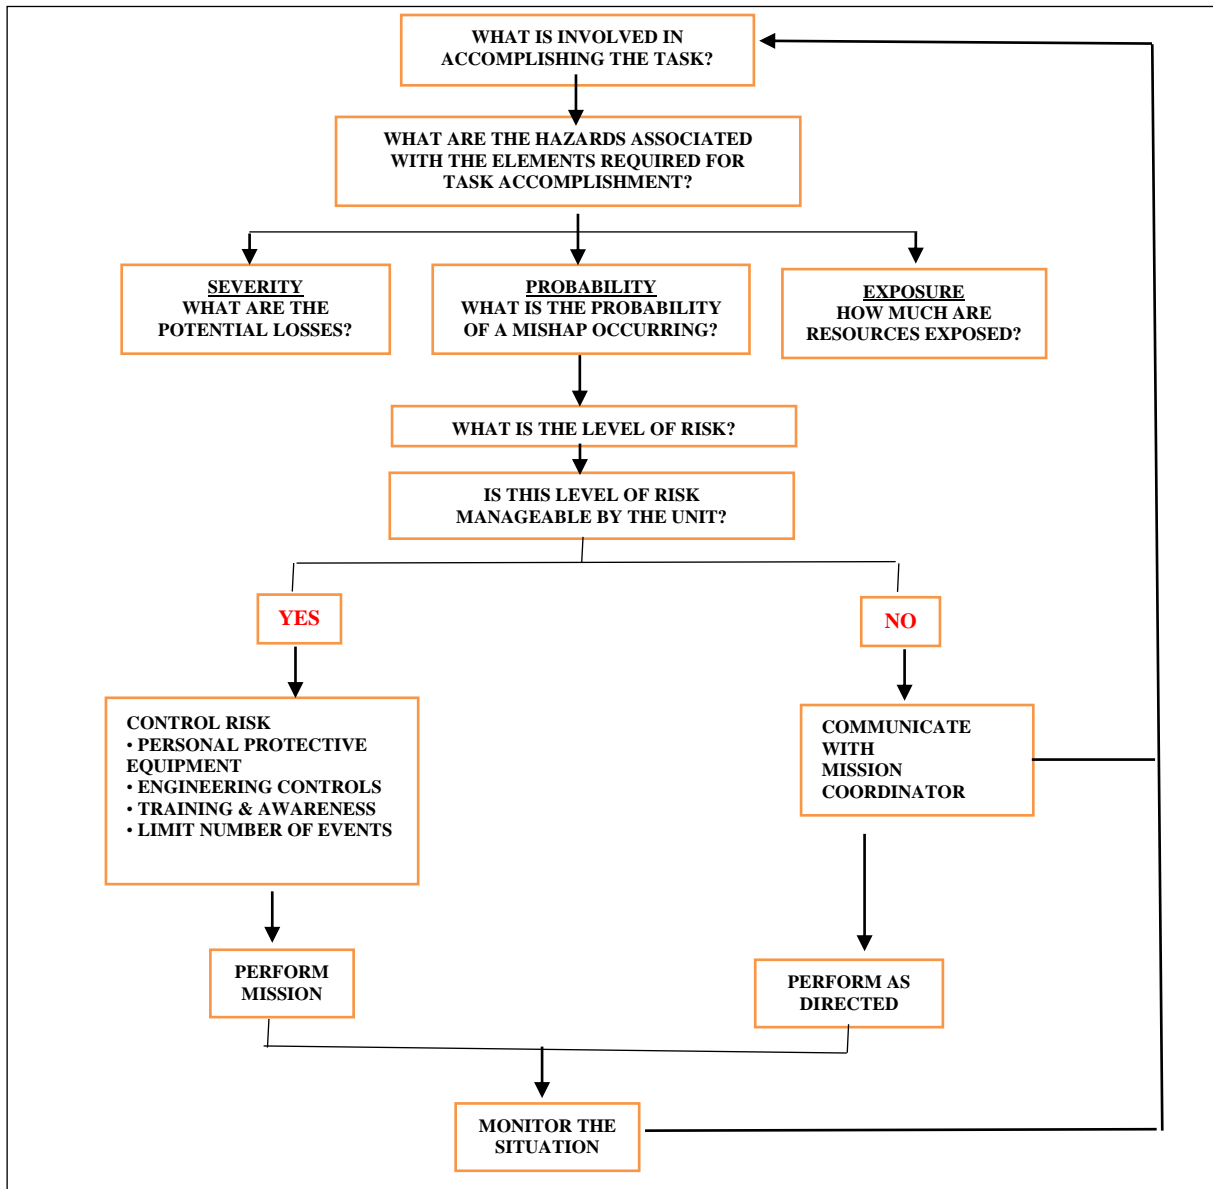 WHAT IS INVOLVED IN
ACCOMPLISHING THE TASK?
WHAT ARE THE HAZARDS ASSOCIATED
WITH THE ELEMENTS REQUIRED FOR
TASK ACCOMPLISHMENT?
SEVERITY
WHAT ARE THE
POTENTIAL LOSSES?
PROBABILITY
WHAT IS THE PROBABILITY
OF A MISHAP OCCURRING?
EXPOSURE
HOW MUCH ARE
RESOURCES EXPOSED?
WHAT IS THE LEVEL OF RISK?
IS THIS LEVEL OF RISK
MANAGEABLE BY THE UNIT?
YES
NO
CONTROL RISK
• PERSONAL PROTECTIVE
EQUIPMENT
• ENGINEERING CONTROLS
• TRAINING & AWARENESS
• LIMIT NUMBER OF EVENTS
COMMUNICATE
WITH
MISSION
COORDINATOR
PERFORM
MISSION
PERFORM AS
DIRECTED
MONITOR THE
SITUATION